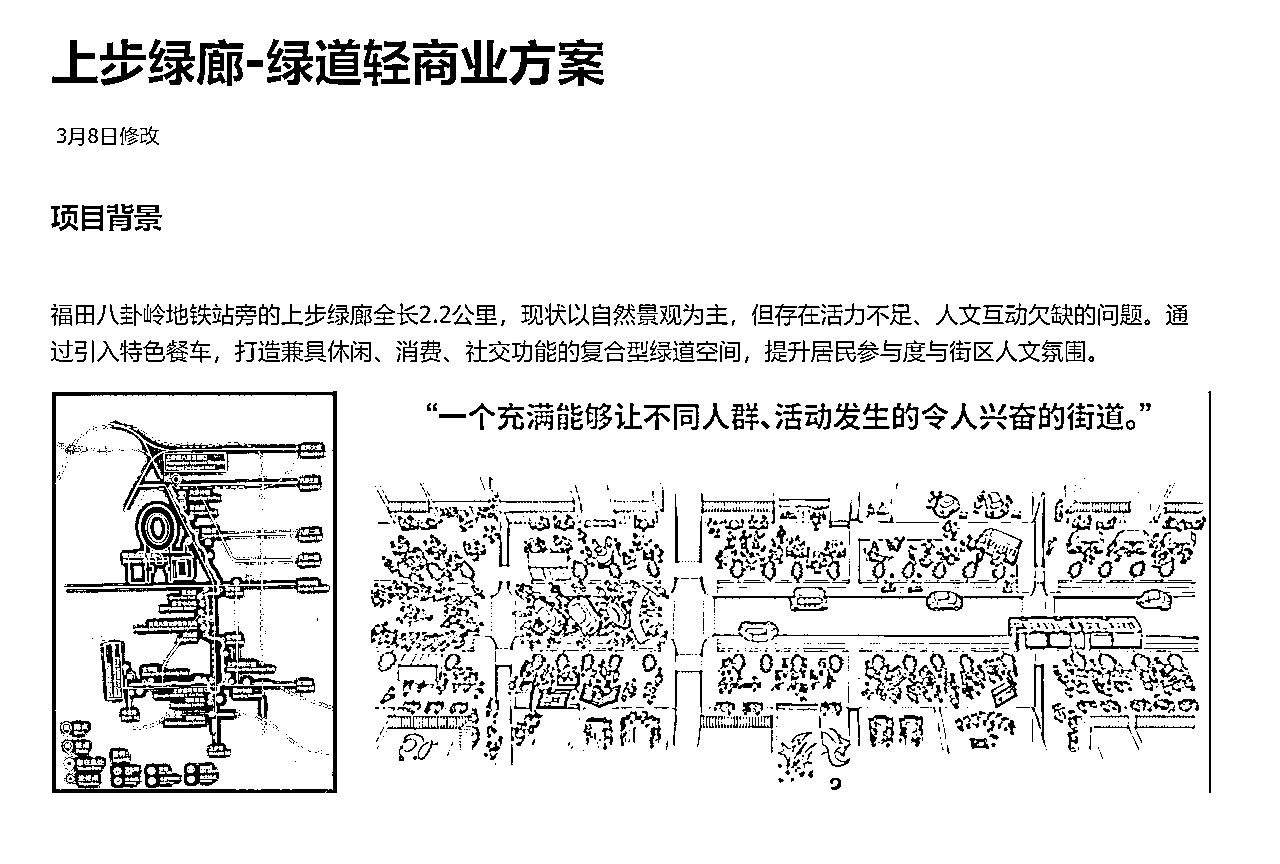 上步绿廊-绿道轻商业方案
3月8日修改
项目背景
福田八卦岭地铁站旁的上步绿廊全长2.2公里，现状以自然景观为主，但存在活力不足、人文互动欠缺的问题。通
过引入特色餐车，打造兼具休闲、消费、社交功能的复合型绿道空间，提升居民参与度与街区人文氛围。
“一个充满能够让不同人群、活动发生的令人兴奋的街道。”